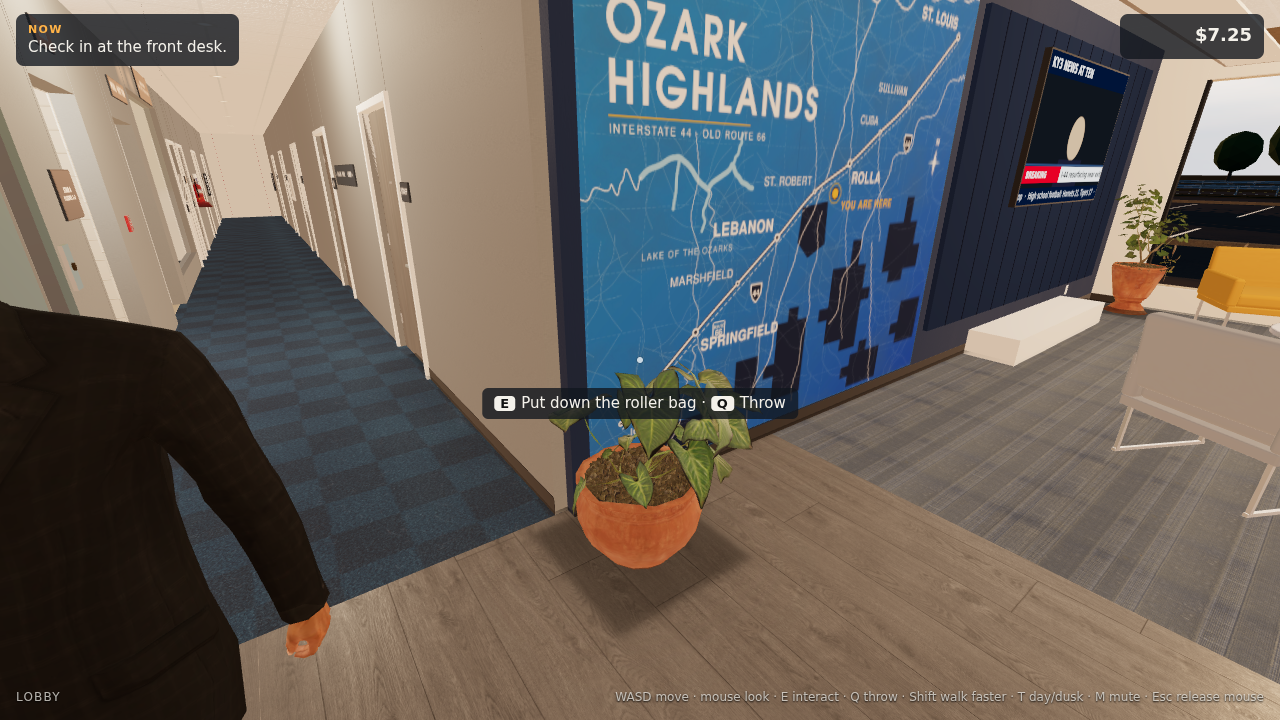 NOW
Check in at the front desk.
$7.25
OZARK
HIGHLANDS
INTERSTATE 44 · OLD ROUTE 66
ST. LOUIS
SULLIVAN
CUBA
ROLLA
ST. ROBERT
YOU ARE HERE
LEBANON
LAKE OF THE OZARKS
MARSHFIELD
44
SPRINGFIELD
KY3 NEWS AT TEN
BREAKING
E Put down the roller bag · Q Throw
LOBBY
WASD move · mouse look · E interact · Q throw · Shift walk faster · T day/dusk · M mute · Esc release mouse